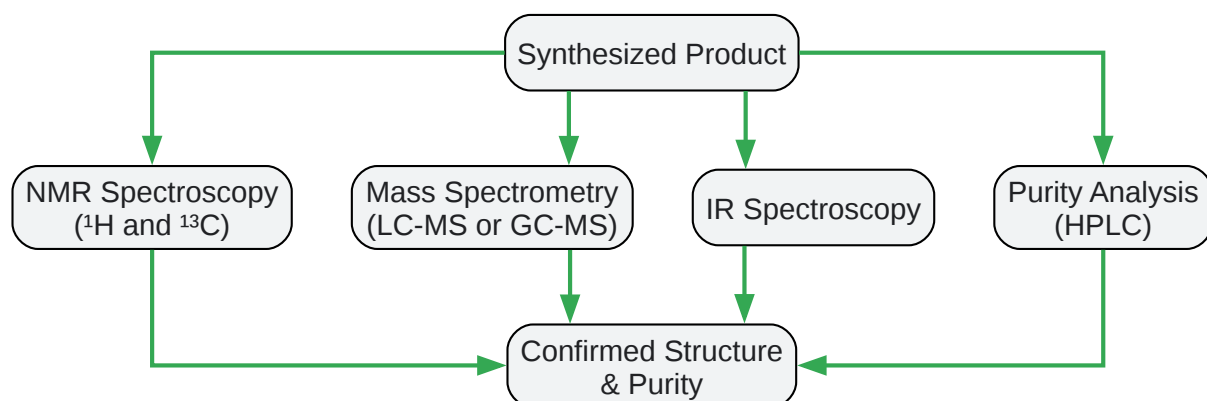 Synthesized Product
NMR Spectroscopy
(¹H and ¹³C)
Mass Spectrometry
(LC-MS or GC-MS)
IR Spectroscopy
Purity Analysis
(HPLC)
Confirmed Structure
& Purity